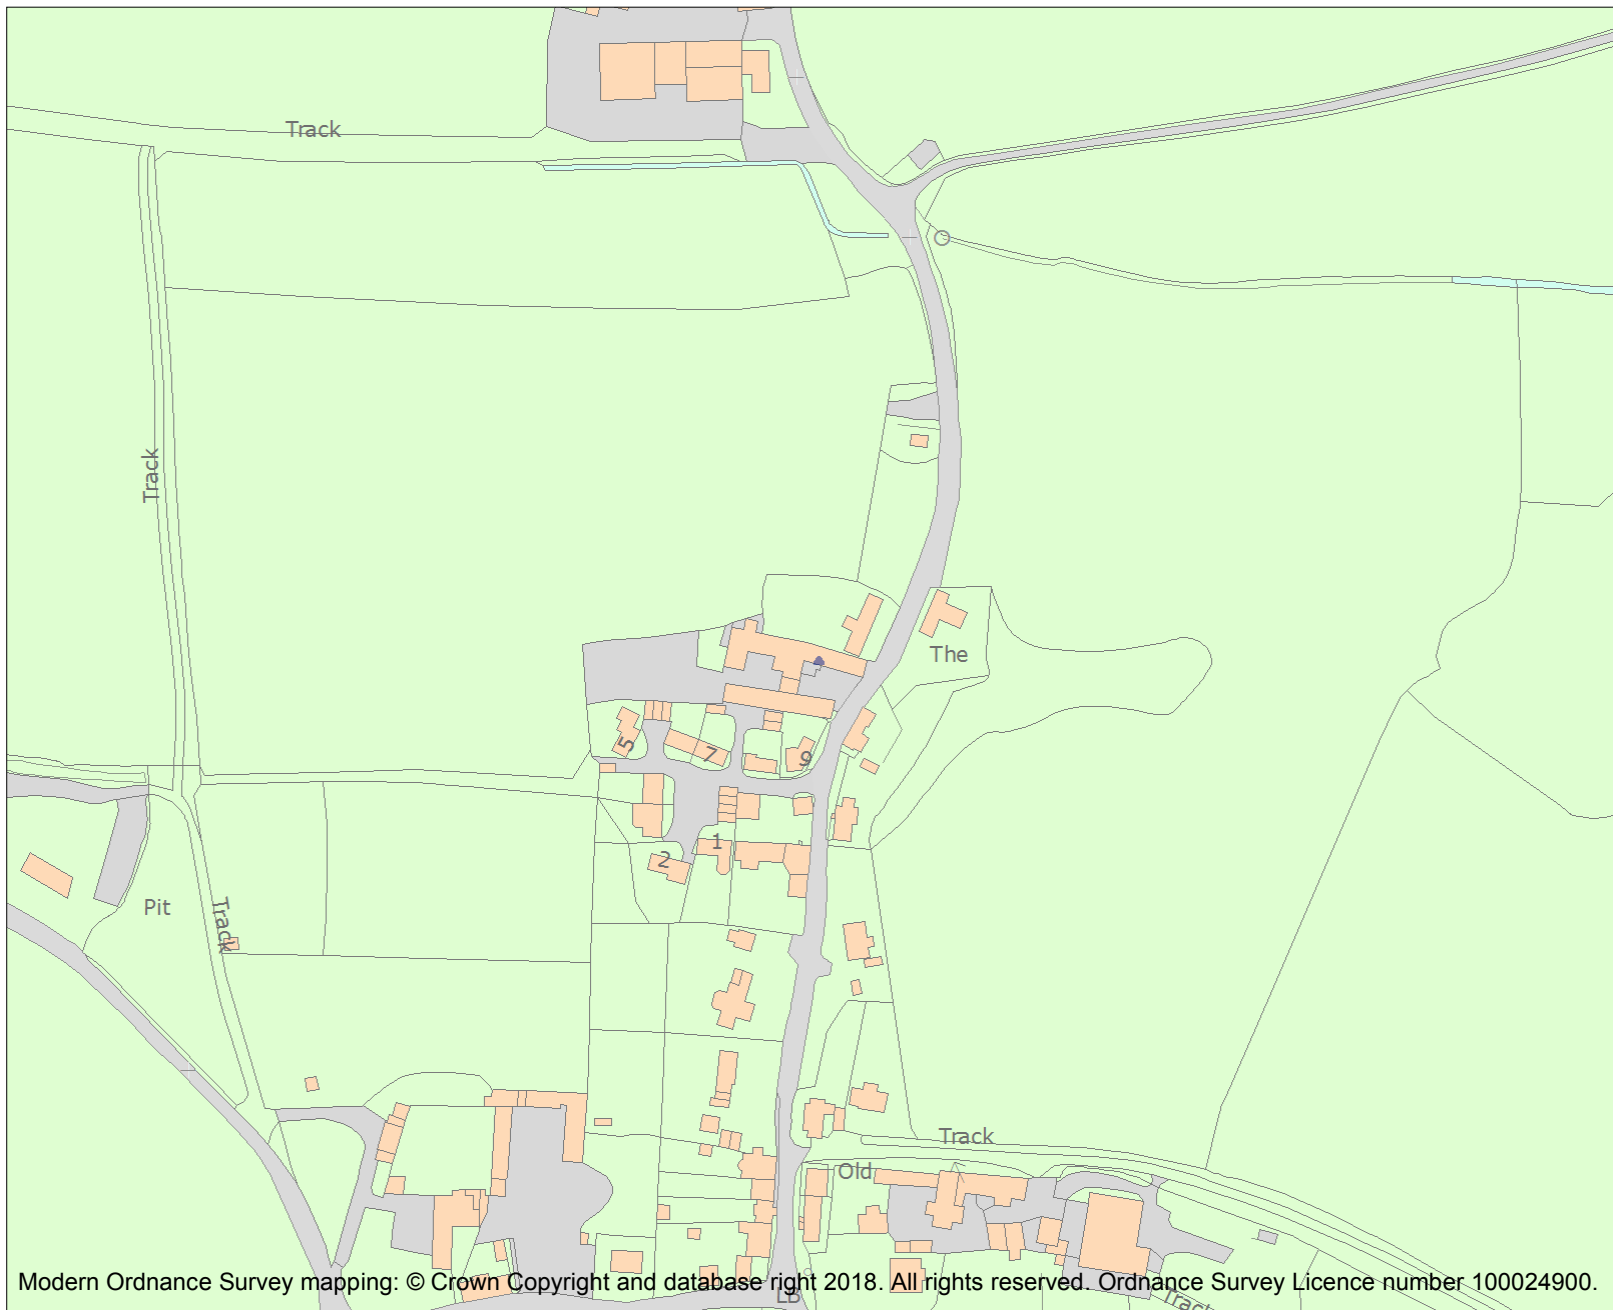 Track
Track
The
5
7
9
1
2
Pit
Track
Track
Old
LB
Track
Modern Ordnance Survey mapping: © Crown Copyright and database right 2018. All rights reserved. Ordnance Survey Licence number 100024900.